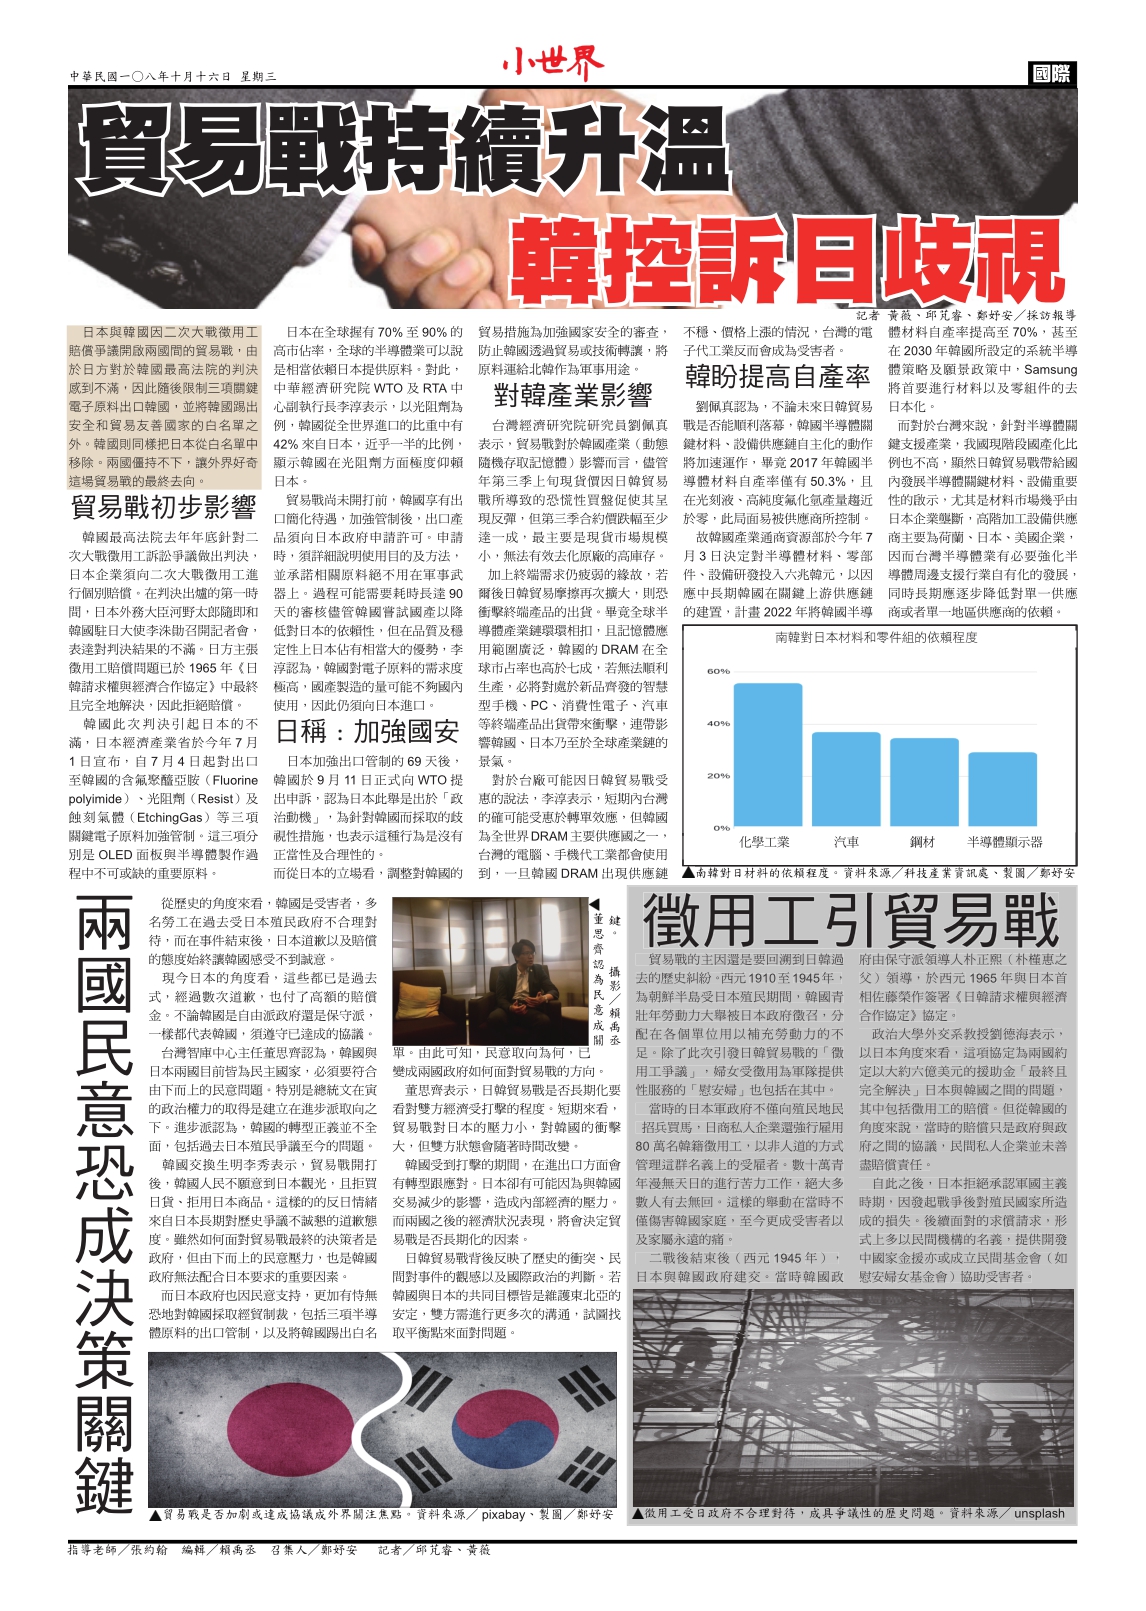 中華民國一〇八年十月十六日 星期三
小世界
國際
貿易戰持續升溫
韓控訴日歧視
記者 黃薇、邱芃睿、鄭妤安／採訪報導
日本與韓國因二次大戰徵用工
賠償爭議開啟兩國間的貿易戰，由
於日方對於韓國最高法院的判決
感到不滿，因此隨後限制三項關鍵
電子原料出口韓國，並將韓國踢出
安全和貿易友善國家的白名單之
外。韓國則同樣把日本從白名單中
移除。兩國僵持不下，讓外界好奇
這場貿易戰的最終去向。
貿易戰初步影響
韓國最高法院去年年底針對二
次大戰徵用工訴訟爭議做出判決，
日本企業須向二次大戰徵用工進
行個別賠償。在判決出爐的第一時
間，日本外務大臣河野太郎隨即和
韓國駐日大使李洙勛召開記者會，
表達對判決結果的不滿。日方主張
徵用工賠償問題已於 1965 年《日
韓請求權與經濟合作協定》中最終
且完全地解決，因此拒絕賠償。
韓國此次判決引起日本的不
滿，日本經濟產業省於今年 7 月
1 日宣布，自 7 月 4 日起對出口
至韓國的含氟聚醯亞胺（Fluorine
polyimide）、光阻劑（Resist）及
蝕刻氣體（EtchingGas）等三項
關鍵電子原料加強管制。這三項分
別是 OLED 面板與半導體製作過
程中不可或缺的重要原料。
日本在全球握有 70% 至 90% 的
高市佔率，全球的半導體業可以說
是相當依賴日本提供原料。對此，
中華經濟研究院 WTO 及 RTA 中
心副執行長李淳表示，以光阻劑為
例，韓國從全世界進口的比重中有
42% 來自日本，近乎一半的比例，
顯示韓國在光阻劑方面極度仰賴
日本。
貿易戰尚未開打前，韓國享有出
口簡化待遇，加強管制後，出口產
品須向日本政府申請許可。申請
時，須詳細說明使用目的及方法，
並承諾相關原料絕不用在軍事武
器上。過程可能需要耗時長達 90
天的審核儘管韓國嘗試國產以降
低對日本的依賴性，但在品質及穩
定性上日本佔有相當大的優勢，李
淳認為，韓國對電子原料的需求度
極高，國產製造的量可能不夠國內
使用，因此仍須向日本進口。
日稱：加強國安
日本加強出口管制的 69 天後，
韓國於 9 月 11 日正式向 WTO 提
出申訴，認為日本此舉是出於「政
治動機」，為針對韓國而採取的歧
視性措施，也表示這種行為是沒有
正當性及合理性的。
而從日本的立場看，調整對韓國的
貿易措施為加強國家安全的審查，
防止韓國透過貿易或技術轉讓，將
原料運給北韓作為軍事用途。
對韓產業影響
台灣經濟研究院研究員劉佩真
表示，貿易戰對於韓國產業（動態
隨機存取記憶體）影響而言，儘管
年第三季上旬現貨價因日韓貿易
戰所導致的恐慌性買盤促使其呈
現反彈，但第三季合約價跌幅至少
達一成，最主要是現貨市場規模
小，無法有效去化原廠的高庫存。
加上終端需求仍疲弱的緣故，若
爾後日韓貿易摩擦再次擴大，則恐
衝擊終端產品的出貨。畢竟全球半
導體產業鏈環環相扣，且記憶體應
用範圍廣泛，韓國的 DRAM 在全
球市占率也高於七成，若無法順利
生產，必將對處於新品齊發的智慧
型手機、PC、消費性電子、汽車
等終端產品出貨帶來衝擊，連帶影
響韓國、日本乃至於全球產業鏈的
景氣。
對於台廠可能因日韓貿易戰受
惠的說法，李淳表示，短期內台灣
的確可能受惠於轉單效應，但韓國
為全世界 DRAM 主要供應國之一，
台灣的電腦、手機代工業都會使用
到，一旦韓國 DRAM 出現供應鏈
不穩、價格上漲的情況，台灣的電
子代工業反而會成為受害者。
韓盼提高自產率
劉佩真認為，不論未來日韓貿易
戰是否能順利落幕，韓國半導體關
鍵材料、設備供應鏈自主化的動作
將加速運作，畢竟 2017 年韓國半
導體材料自產率僅有 50.3%，且
在光刻液、高純度氟化氫產量趨近
於零，此局面易被供應商所控制。
故韓國產業通商資源部於今年 7
月 3 日決定對半導體材料、零部
件、設備研發投入六兆韓元，以因
應中長期韓國在關鍵上游供應鏈
的建置，計畫 2022 年將韓國半導
體材料自產率提高至 70%，甚至
在 2030 年韓國所設定的系統半導
體策略及願景政策中，Samsung
將首要進行材料以及零組件的去
日本化。
而對於台灣來說，針對半導體關
鍵支援產業，我國現階段國產化比
例也不高，顯然日韓貿易戰帶給國
內發展半導體關鍵材料、設備重要
性的啟示，尤其是材料市場幾乎由
日本企業壟斷，高階加工設備供應
商主要為荷蘭、日本、美國企業，
因而台灣半導體業有必要強化半
導體周邊支援行業自有化的發展，
同時長期應逐步降低對單一供應
商或者單一地區供應商的依賴。
南韓對日本材料和零件組的依賴程度
60%
40%
20%
0%
化學工業 汽車 鋼材 半導體顯示器
▲南韓對日材料的依賴程度。資料來源／科技產業資訊處、製圖／鄭妤安
兩國民意恐成決策關鍵
從歷史的角度來看，韓國是受害者，多
名勞工在過去受日本殖民政府不合理對
待，而在事件結束後，日本道歉以及賠償
的態度始終讓韓國感受不到誠意。
現今日本的角度看，這些都已是過去
式，經過數次道歉，也付了高額的賠償
金。不論韓國是自由派政府還是保守派，
一樣都代表韓國，須遵守已達成的協議。
台灣智庫中心主任董思齊認為，韓國與
日本兩國目前皆為民主國家，必須要符合
由下而上的民意問題。特別是總統文在寅
的政治權力的取得是建立在進步派取向之
下。進步派認為，韓國的轉型正義並不全
面，包括過去日本殖民爭議至今的問題。
韓國交換生明李秀表示，貿易戰開打
後，韓國人民不願意到日本觀光，且拒買
日貨、拒用日本商品。這樣的的反日情緒
來自日本長期對歷史爭議不誠懇的道歉態
度。雖然如何面對貿易戰最終的決策者是
政府，但由下而上的民意壓力，也是韓國
政府無法配合日本要求的重要因素。
而日本政府也因民意支持，更加有恃無
恐地對韓國採取經貿制裁，包括三項半導
體原料的出口管制，以及將韓國踢出白名
◀董思齊認為民意成關
鍵。 攝影／賴禹丞
單。由此可知，民意取向為何，已
變成兩國政府如何面對貿易戰的方向。
董思齊表示，日韓貿易戰是否長期化要
看對雙方經濟受打擊的程度。短期來看，
貿易戰對日本的壓力小，對韓國的衝擊
大，但雙方狀態會隨著時間改變。
韓國受到打擊的期間，在進出口方面會
有轉型跟應對。日本卻有可能因為與韓國
交易減少的影響，造成內部經濟的壓力。
而兩國之後的經濟狀況表現，將會決定貿
易戰是否長期化的因素。
日韓貿易戰背後反映了歷史的衝突、民
間對事件的觀感以及國際政治的判斷。若
韓國與日本的共同目標皆是維護東北亞的
安定，雙方需進行更多次的溝通，試圖找
取平衡點來面對問題。
▲貿易戰是否加劇或達成協議成外界關注焦點。資料來源／ pixabay、製圖／鄭妤安
徵用工引貿易戰
貿易戰的主因還是要回溯到日韓過
去的歷史糾紛。西元 1910 至 1945 年，
為朝鮮半島受日本殖民期間，韓國青
壯年勞動力大舉被日本政府徵召，分
配在各個單位用以補充勞動力的不
足。除了此次引發日韓貿易戰的「徵
用工爭議」，婦女受徵用為軍隊提供
性服務的「慰安婦」也包括在其中。
當時的日本軍政府不僅向殖民地民
招兵買馬，日商私人企業還強行雇用
80 萬名韓籍徵用工，以非人道的方式
管理這群名義上的受雇者。數十萬青
年漫無天日的進行苦力工作，絕大多
數人有去無回。這樣的舉動在當時不
僅傷害韓國家庭，至今更成受害者以
及家屬永遠的痛。
二戰後結束後（西元 1945 年），
日本與韓國政府建交。當時韓國政
府由保守派領導人朴正熙（朴槿惠之
父）領導，於西元 1965 年與日本首
相佐藤榮作簽署《日韓請求權與經濟
合作協定》協定。
政治大學外交系教授劉德海表示，
以日本角度來看，這項協定為兩國約
定以大約六億美元的援助金「最終且
完全解決」日本與韓國之間的問題，
其中包括徵用工的賠償。但從韓國的
角度來說，當時的賠償只是政府與政
府之間的協議，民間私人企業並未善
盡賠償責任。
自此之後，日本拒絕承認軍國主義
時期，因發起戰爭後對殖民國家所造
成的損失。後續面對的求償請求，形
式上多以民間機構的名義，提供開發
中國家金援亦或成立民間基金會（如
慰安婦女基金會）協助受害者。
▲徵用工受日政府不合理對待，成具爭議性的歷史問題。資料來源／ unsplash
指導老師／張約翰 編輯／賴禹丞 召集人／鄭妤安 記者／邱芃睿、黃薇